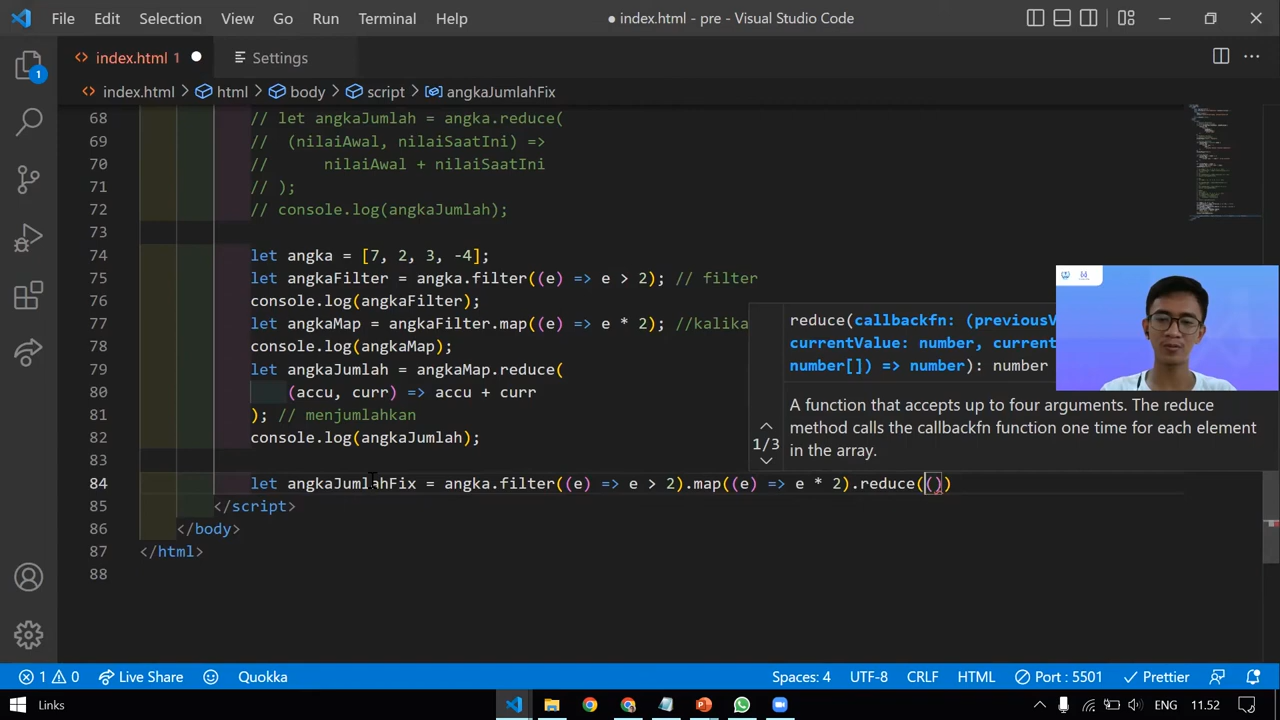 File Edit Selection View Go Run Terminal Help ● index.html - pre - Visual Studio Code
index.html 1 Settings
index.html > html > body > script > angkaJumlahFix
68 // let angkaJumlah = angka.reduce(
69 // (nilaiAwal, nilaiSaatIni) =>
70 // nilaiAwal + nilaiSaatIni
71 // );
72 // console.log(angkaJumlah);
73
74 let angka = [7, 2, 3, -4];
75 let angkaFilter = angka.filter((e) => e > 2); // filter
76 console.log(angkaFilter);
77 let angkaMap = angkaFilter.map((e) => e * 2); //kalika
78 console.log(angkaMap);
79 let angkaJumlah = angkaMap.reduce(
80 (accu, curr) => accu + curr
81 ); // menjumlahkan
82 console.log(angkaJumlah);
83
84 let angkaJumlahFix = angka.filter((e) => e > 2).map((e) => e * 2).reduce(())
85 </script>
86 </body>
87 </html>
88
reduce(callbackfn: (previousV
currentValue: number, current
number[]) => number): number
1/3
A function that accepts up to four arguments. The reduce
method calls the callbackfn function one time for each element
in the array.
1
1 0 Live Share Quokka Spaces: 4 UTF-8 CRLF HTML Port : 5501 Prettier
Links ENG 11.52